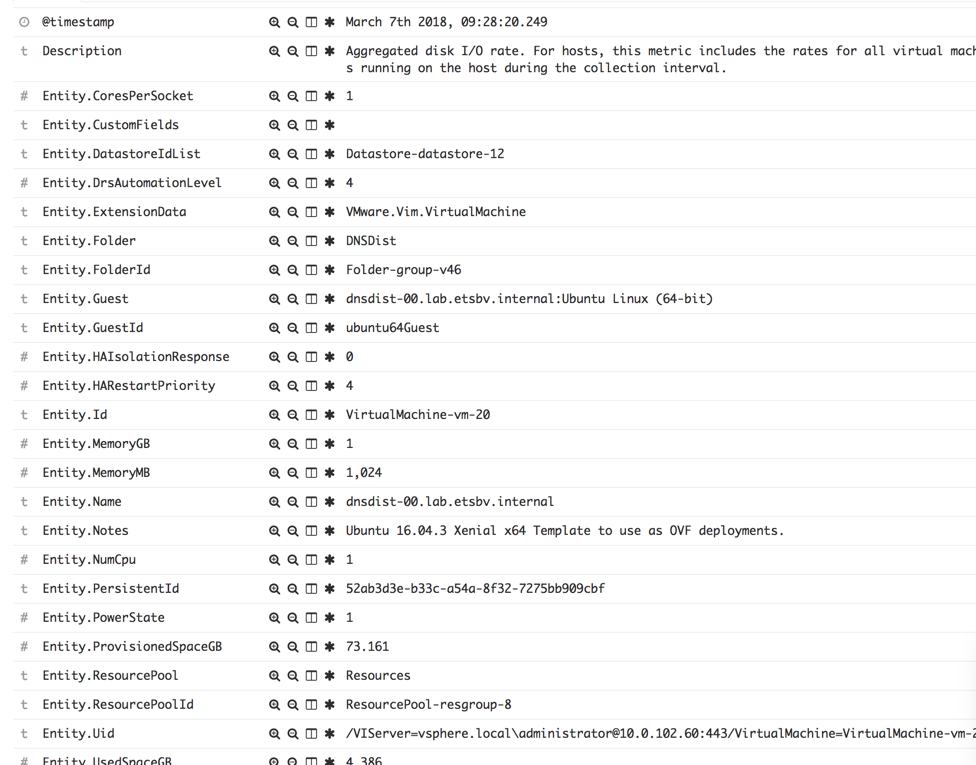 @timestamp March 7th 2018, 09:28:20.249
t Description Aggregated disk I/O rate. For hosts, this metric includes the rates for all virtual
s running on the host during the collection interval.
# Entity.CoresPerSocket 1
t Entity.CustomFields
t Entity.DatastoreIdList Datastore-datastore-12
# Entity.DrsAutomationLevel 4
t Entity.ExtensionData VMware.Vim.VirtualMachine
t Entity.Folder DNSDist
t Entity.FolderId Folder-group-v46
t Entity.Guest dnsdist-00.lab.etsbv.internal:Ubuntu Linux (64-bit)
t Entity.GuestId ubuntu64Guest
# Entity.HAIsolationResponse 0
# Entity.HARestartPriority 4
t Entity.Id VirtualMachine-vm-20
# Entity.MemoryGB 1
# Entity.MemoryMB 1,024
t Entity.Name dnsdist-00.lab.etsbv.internal
t Entity.Notes Ubuntu 16.04.3 Xenial x64 Template to use as OVF deployments.
# Entity.NumCpu 1
t Entity.PersistentId 52ab3d3e-b33c-a54a-8f32-7275bb909cbf
# Entity.PowerState 1
# Entity.ProvisionedSpaceGB 73.161
t Entity.ResourcePool Resources
t Entity.ResourcePoolId ResourcePool-resgroup-8
t Entity.Uid /VIServer=vsphere.local\administrator@10.0.102.60:443/VirtualMachine=VirtualMachine-vm-2
# Entity.UsedSpaceGB 4.386